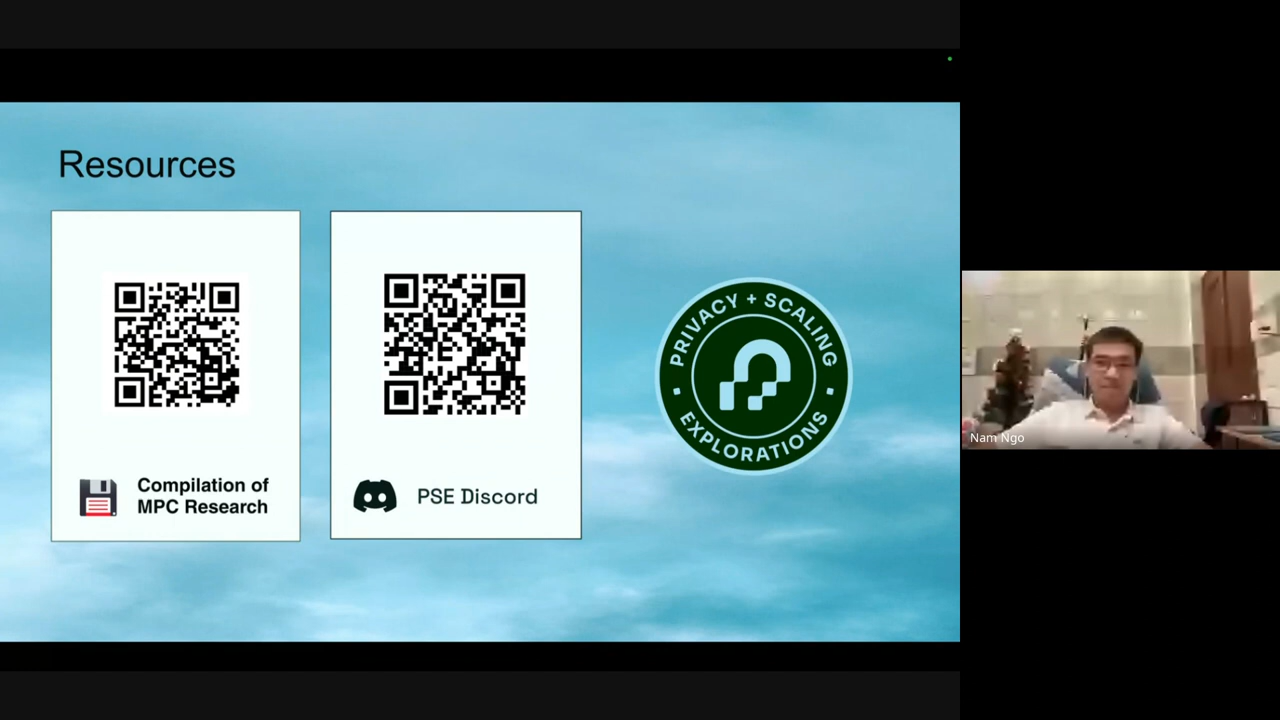 Resources
Compilation of
MPC Research
PSE Discord
PRIVACY + SCALING
EXPLORATIONS
Nam Ngo